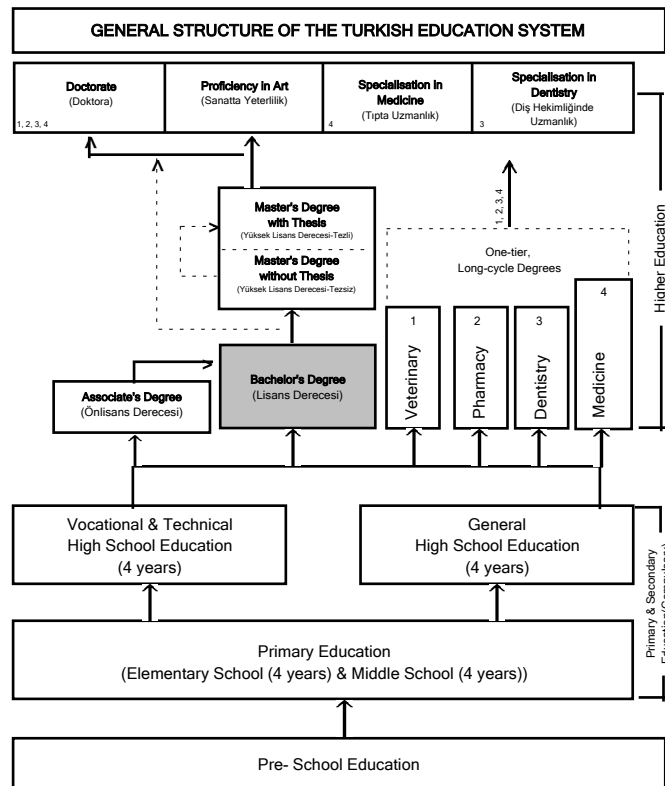 GENERAL STRUCTURE OF THE TURKISH EDUCATION SYSTEM
Doctorate
(Doktora)
1, 2, 3, 4
Proficiency in Art
(Sanatta Yeterlilik)
Specialisation in
Medicine
(Tıpta Uzmanlık)
4
Specialisation in
Dentistry
(Diş Hekimliğinde
Uzmanlık)
3
Master's Degree
with Thesis
(Yüksek Lisans Derecesi-Tezli)
Master's Degree
without Thesis
(Yüksek Lisans Derecesi-Tezsiz)
1, 2, 3, 4
One-tier,
Long-cycle Degrees
Higher Education
Associate's Degree
(Önlisans Derecesi)
Bachelor's Degree
(Lisans Derecesi)
1
Veterinary
2
Pharmacy
3
Dentistry
4
Medicine
Vocational & Technical
High School Education
(4 years)
General
High School Education
(4 years)
Primary & Secondary
Primary Education
(Elementary School (4 years) & Middle School (4 years))
Pre- School Education